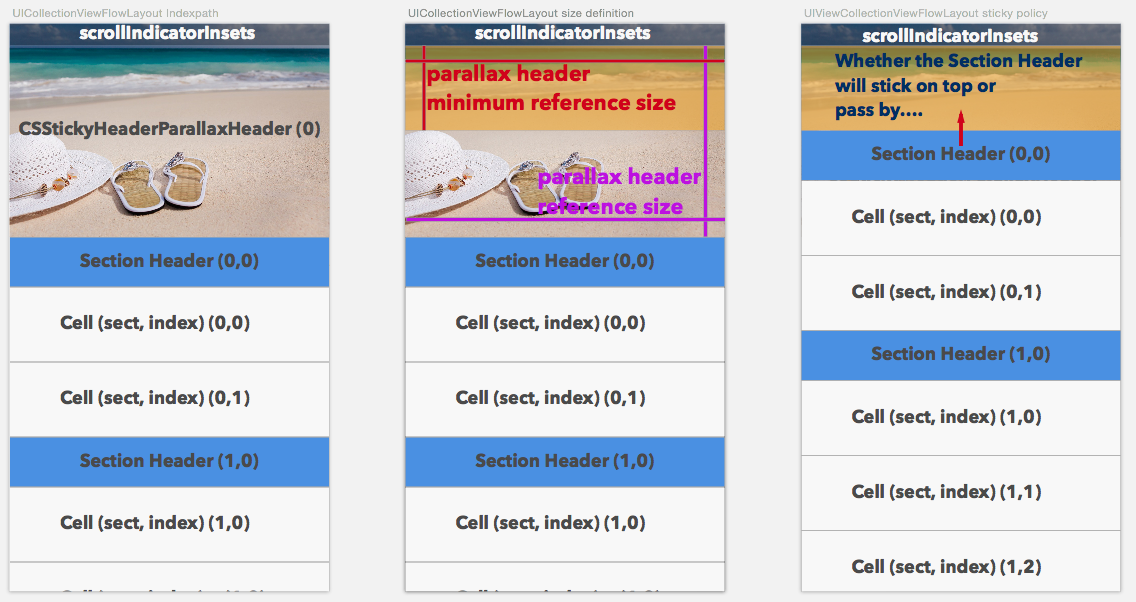 UICollectionViewFlowLayout Indexpath
scrollIndicatorInsets
CSStickyHeaderParallaxHeader (0)
Section Header (0,0)
Cell (sect, index) (0,0)
Cell (sect, index) (0,1)
Section Header (1,0)
Cell (sect, index) (1,0)
UICollectionViewFlowLayout size definition
scrollIndicatorInsets
parallax header
minimum reference size
parallax header
reference size
Section Header (0,0)
Cell (sect, index) (0,0)
Cell (sect, index) (0,1)
Section Header (1,0)
Cell (sect, index) (1,0)
UIViewCollectionViewFlowLayout sticky policy
scrollIndicatorInsets
Whether the Section Header
will stick on top or
pass by....
Section Header (0,0)
Cell (sect, index) (0,0)
Cell (sect, index) (0,1)
Section Header (1,0)
Cell (sect, index) (1,0)
Cell (sect, index) (1,1)
Cell (sect, index) (1,2)